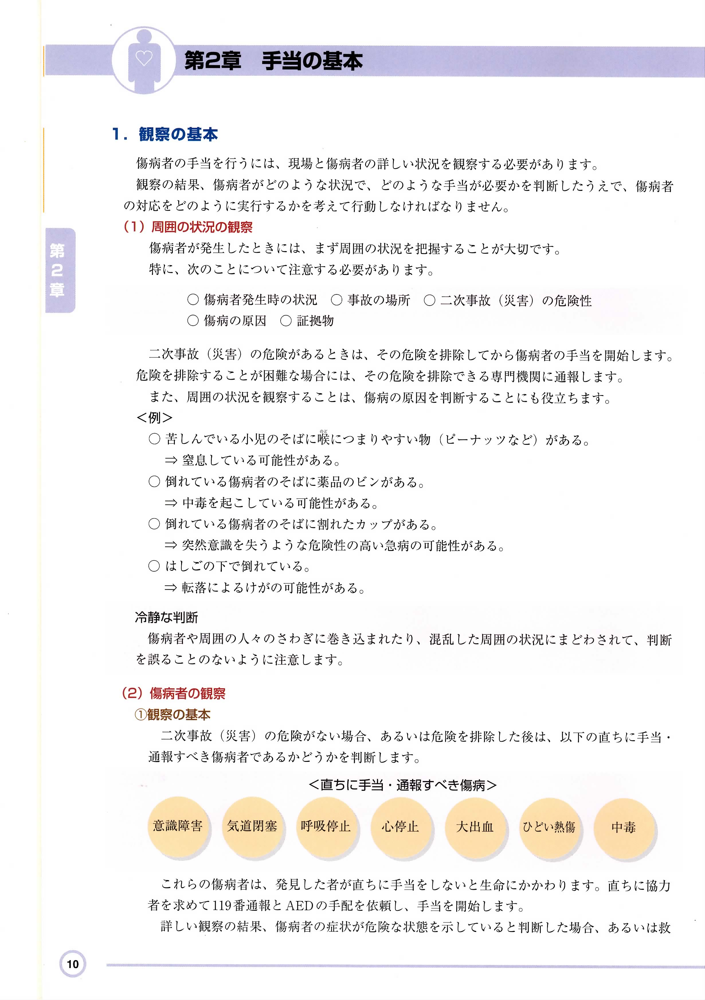 第2章　手当の基本
1．観察の基本
傷病者の手当を行うには、現場と傷病者の詳しい状況を観察する必要があります。
観察の結果、傷病者がどのような状況で、どのような手当が必要かを判断したうえで、傷病者
の対応をどのように実行するかを考えて行動しなければなりません。
（1）周囲の状況の観察
傷病者が発生したときには、まず周囲の状況を把握することが大切です。
特に、次のことについて注意する必要があります。
第2章
○ 傷病者発生時の状況　○ 事故の場所　○ 二次事故（災害）の危険性
○ 傷病の原因　○ 証拠物
二次事故（災害）の危険があるときは、その危険を排除してから傷病者の手当を開始します。
危険を排除することが困難な場合には、その危険を排除できる専門機関に通報します。
また、周囲の状況を観察することは、傷病の原因を判断することにも役立ちます。
＜例＞
のど
○ 苦しんでいる小児のそばに喉につまりやすい物（ピーナッツなど）がある。
⇒ 窒息している可能性がある。
○ 倒れている傷病者のそばに薬品のビンがある。
⇒ 中毒を起こしている可能性がある。
○ 倒れている傷病者のそばに割れたカップがある。
⇒ 突然意識を失うような危険性の高い急病の可能性がある。
○ はしごの下で倒れている。
⇒ 転落によるけがの可能性がある。
冷静な判断
傷病者や周囲の人々のさわぎに巻き込まれたり、混乱した周囲の状況にまどわされて、判断
を誤ることのないように注意します。
（2）傷病者の観察
①観察の基本
二次事故（災害）の危険がない場合、あるいは危険を排除した後は、以下の直ちに手当・
通報すべき傷病者であるかどうかを判断します。
＜直ちに手当・通報すべき傷病＞
意識障害　気道閉塞　呼吸停止　心停止　大出血　ひどい熱傷　中毒
これらの傷病者は、発見した者が直ちに手当をしないと生命にかかわります。直ちに協力
者を求めて119番通報とAEDの手配を依頼し、手当を開始します。
詳しい観察の結果、傷病者の症状が危険な状態を示していると判断した場合、あるいは救
10